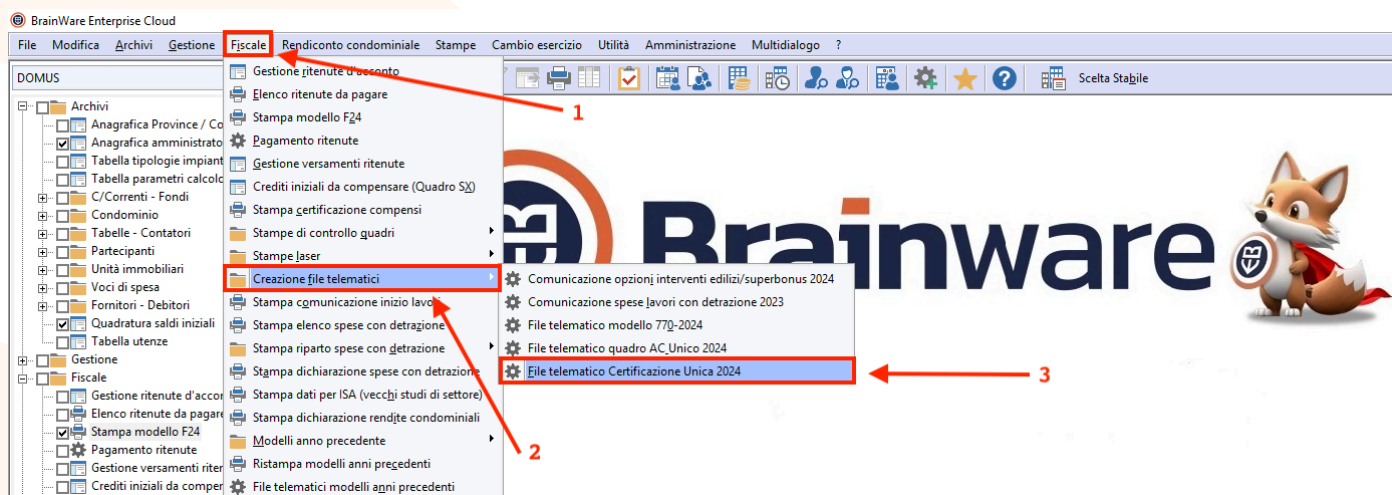 BrainWare Enterprise Cloud
File Modifica Archivi Gestione Fiscale Rendiconto condominiale Stampe Cambio esercizio Utilità Amministrazione Multidialogo ?
DOMUS
Scelta Stabile
Archivi
Anagrafica Province / Co
Anagrafica amministrato
Tabella tipologie impiant
Tabella parametri calcolo
C/Correnti - Fondi
Condominio
Tabelle - Contatori
Partecipanti
Unità immobiliari
Voci di spesa
Fornitori - Debitori
Quadratura saldi iniziali
Tabella utenze
Gestione
Fiscale
Gestione ritenute d'accor
Elenco ritenute da pagare
Stampa modello F24
Pagamento ritenute
Gestione versamenti riter
Crediti iniziali da comper
Gestione ritenute d'acconto
Elenco ritenute da pagare
Stampa modello F24
Pagamento ritenute
Gestione versamenti ritenute
Crediti iniziali da compensare (Quadro SX)
Stampa certificazione compensi
Stampe di controllo quadri
Stampe laser
Creazione file telematici
Stampa comunicazione inizio lavori
Stampa elenco spese con detrazione
Stampa riparto spese con detrazione
Stampa dichiarazione spese con detrazione
Stampa dati per ISA (vecchi studi di settore)
Stampa dichiarazione rendite condominiali
Modelli anno precedente
Ristampa modelli anni precedenti
File telematici modelli anni precedenti
Comunicazione opzioni interventi edilizi/superbonus 2024
Comunicazione spese lavori con detrazione 2023
File telematico modello 770-2024
File telematico quadro AC_Unico 2024
File telematico Certificazione Unica 2024
1
2
3
Brainware